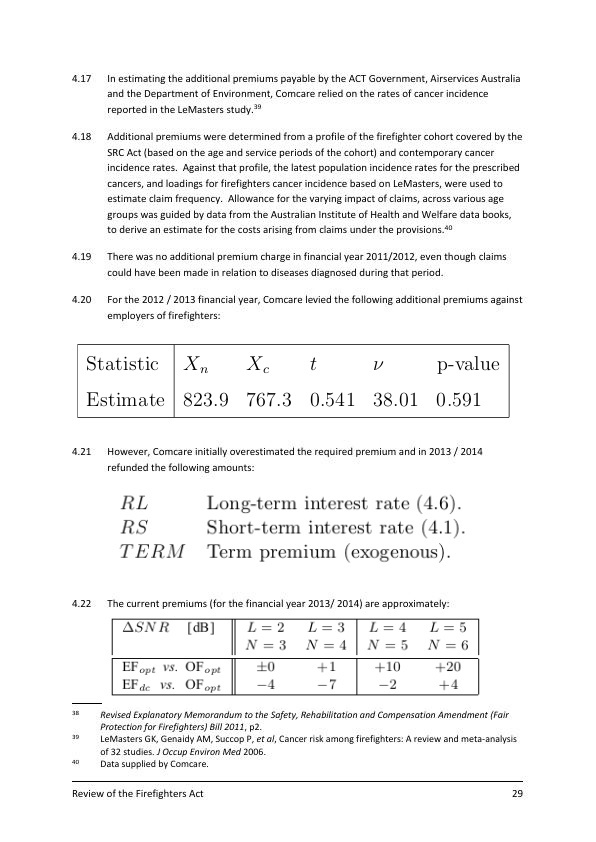 4.17 In estimating the additional premiums payable by the ACT Government, Airservices Australia
and the Department of Environment, Comcare relied on the rates of cancer incidence
reported in the LeMasters study.39
4.18 Additional premiums were determined from a profile of the firefighter cohort covered by the
SRC Act (based on the age and service periods of the cohort) and contemporary cancer
incidence rates. Against that profile, the latest population incidence rates for the prescribed
cancers, and loadings for firefighters cancer incidence based on LeMasters, were used to
estimate claim frequency. Allowance for the varying impact of claims, across various age
groups was guided by data from the Australian Institute of Health and Welfare data books,
to derive an estimate for the costs arising from claims under the provisions.40
4.19 There was no additional premium charge in financial year 2011/2012, even though claims
could have been made in relation to diseases diagnosed during that period.
4.20 For the 2012 / 2013 financial year, Comcare levied the following additional premiums against
employers of firefighters:
Statistic Xn Xc t ν p-value
Estimate 823.9 767.3 0.541 38.01 0.591
4.21 However, Comcare initially overestimated the required premium and in 2013 / 2014
refunded the following amounts:
RL Long-term interest rate (4.6).
RS Short-term interest rate (4.1).
TERM Term premium (exogenous).
4.22 The current premiums (for the financial year 2013/ 2014) are approximately:
ΔSNR [dB] L = 2 L = 3 L = 4 L = 5
N = 3 N = 4 N = 5 N = 6
EFopt vs. OFopt ±0 +1 +10 +20
EFdc vs. OFopt −4 −7 −2 +4
38 Revised Explanatory Memorandum to the Safety, Rehabilitation and Compensation Amendment (Fair
Protection for Firefighters) Bill 2011, p2.
39 LeMasters GK, Genaidy AM, Succop P, et al, Cancer risk among firefighters: A review and meta-analysis
of 32 studies. J Occup Environ Med 2006.
40 Data supplied by Comcare.
Review of the Firefighters Act 29